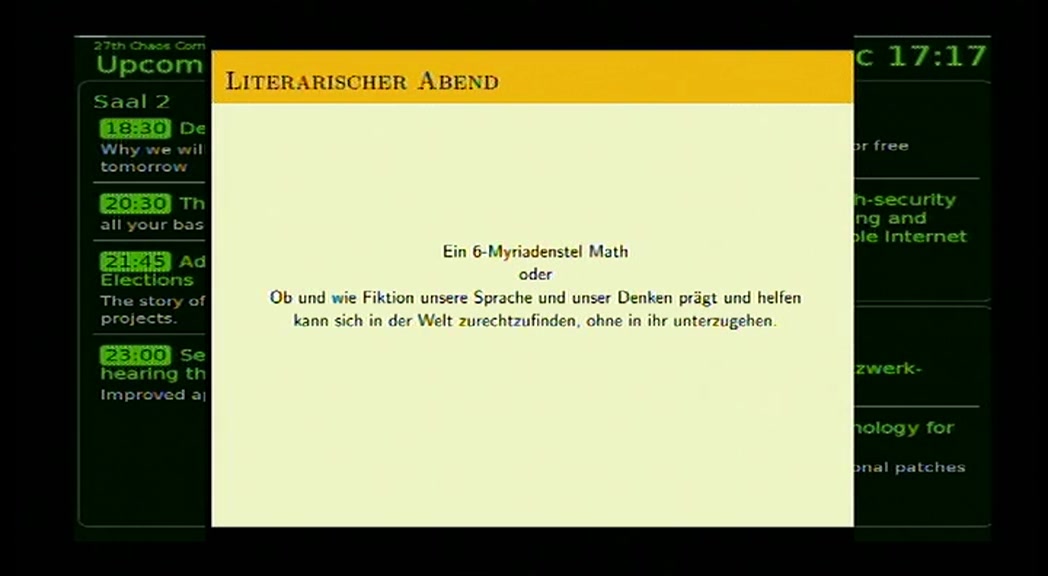 27th Chaos Com
Upcom
c 17:17
LITERARISCHER ABEND
Saal 2
18:30 De
Why we wil
tomorrow
20:30 Th
all your bas
21:45 Ad
Elections
The story of
projects.
23:00 Se
hearing th
Improved a
Ein 6-Myriadenstel Math
oder
Ob und wie Fiktion unsere Sprache und unser Denken prägt und helfen
kann sich in der Welt zurechtzufinden, ohne in ihr unterzugehen.
or free
h-security
ng and
ble Internet
zwerk-
nology for
onal patches